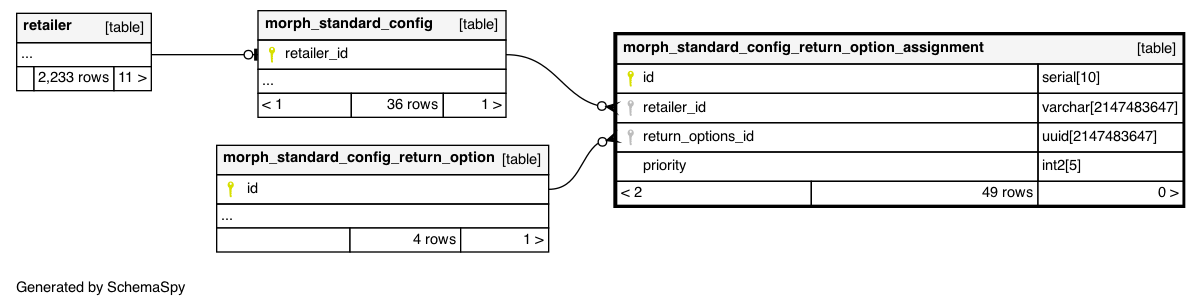 retailer [table]
...
2,233 rows 11 >
morph_standard_config [table]
retailer_id
...
< 1 36 rows 1 >
morph_standard_config_return_option_assignment [table]
id serial[10]
retailer_id varchar[2147483647]
return_options_id uuid[2147483647]
priority int2[5]
< 2 49 rows 0 >
morph_standard_config_return_option [table]
id
...
4 rows 1 >
Generated by SchemaSpy